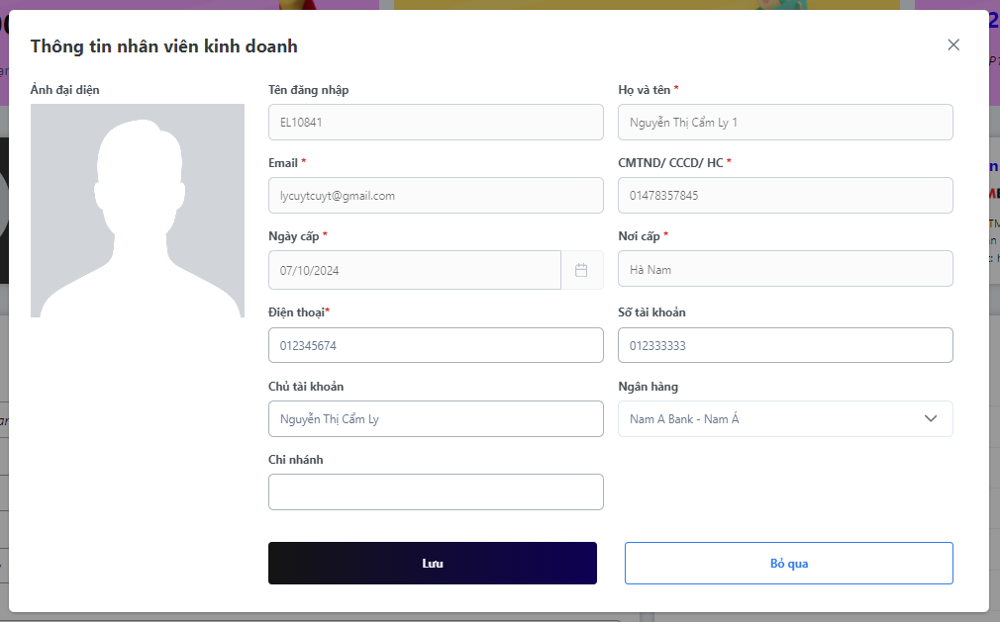 Thông tin nhân viên kinh doanh
Ảnh đại diện
Tên đăng nhập
Họ và tên *
EL10841
Nguyễn Thị Cẩm Ly 1
Email *
CMTND/ CCCD/ HC *
lycuytcuyt@gmail.com
01478357845
Ngày cấp *
Nơi cấp *
07/10/2024
Hà Nam
Điện thoại*
Số tài khoản
012345674
012333333
Chủ tài khoản
Ngân hàng
Nguyễn Thị Cẩm Ly
Nam A Bank - Nam Á
Chi nhánh
Lưu
Bỏ qua